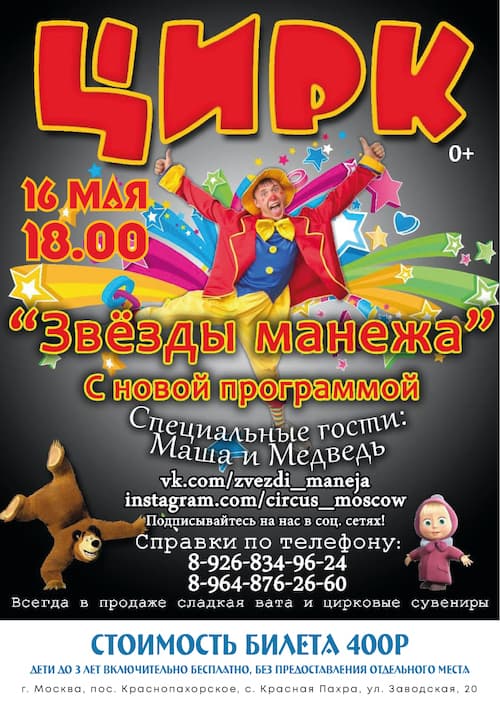 ЦИРК
0+
16 МАЯ
18.00
“Звёзды манежа”
С новой программой
Специальные гости:
Маша и Медведь
vk.com/zvezdi_maneja
instagram.com/circus_moscow
Подписывайтесь на нас в соц. сетях!
Справки по телефону:
8-926-834-96-24
8-964-876-26-60
Всегда в продаже сладкая вата и цирковые сувениры
СТОИМОСТЬ БИЛЕТА 400Р
ДЕТИ ДО 3 ЛЕТ ВКЛЮЧИТЕЛЬНО БЕСПЛАТНО, БЕЗ ПРЕДОСТАВЛЕНИЯ ОТДЕЛЬНОГО МЕСТА
г. Москва, пос. Краснопахорское, с. Красная Пахра, ул. Заводская, 20